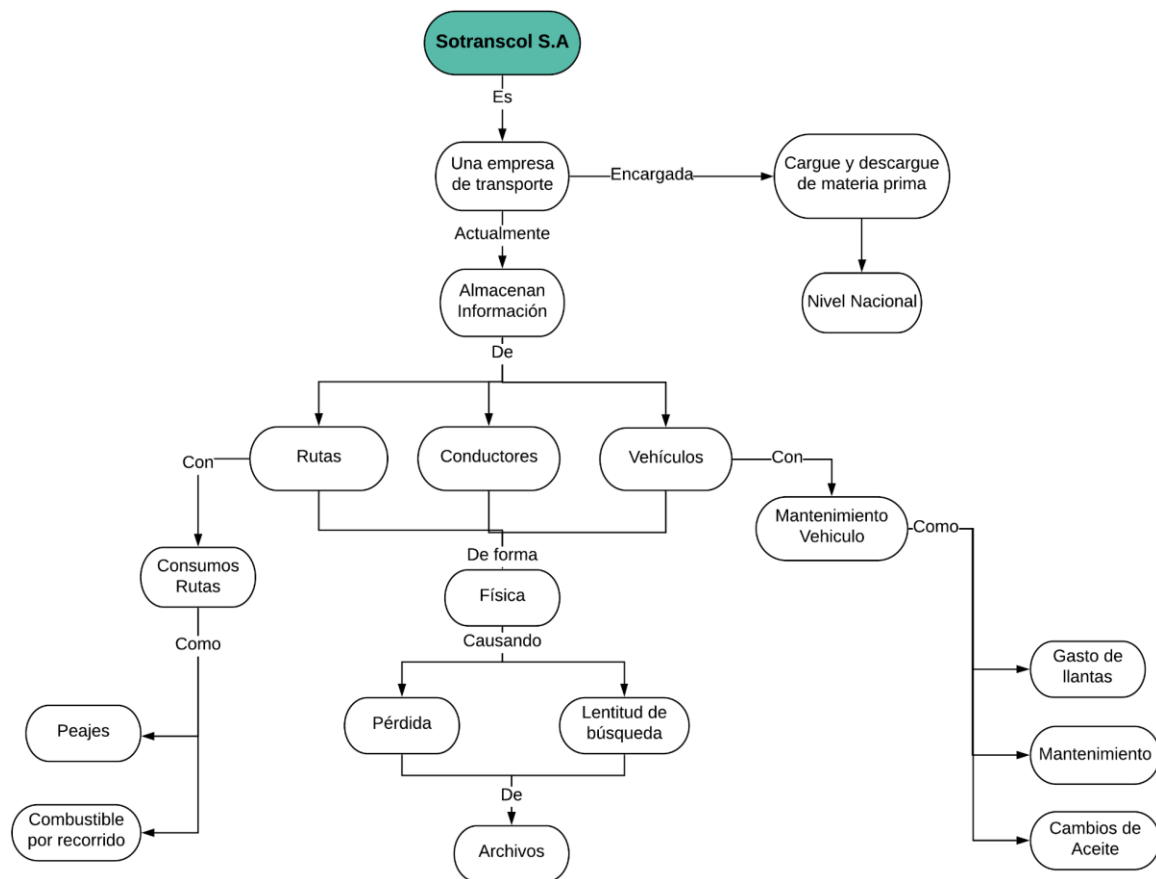 Sotranscol S.A
Es
Una empresa
de transporte
Encargada
Cargue y descargue
de materia prima
Actualmente
Almacenan
Información
Nivel Nacional
De
Rutas
Conductores
Vehículos
Con
Con
Mantenimiento
Vehiculo
Como
Consumos
Rutas
De forma
Física
Como
Causando
Gasto de
llantas
Peajes
Pérdida
Lentitud de
búsqueda
Mantenimiento
De
Combustible
por recorrido
Archivos
Cambios de
Aceite